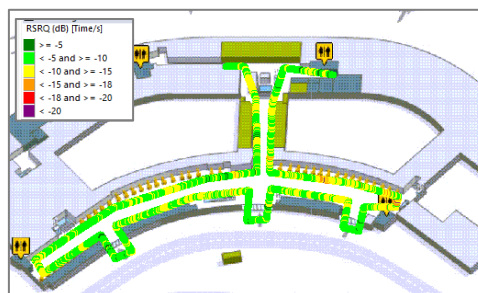 RSRQ (dB) [Time/s]
>= -5
< -5 and >= -10
< -10 and >= -15
< -15 and >= -18
< -18 and >= -20
< -20